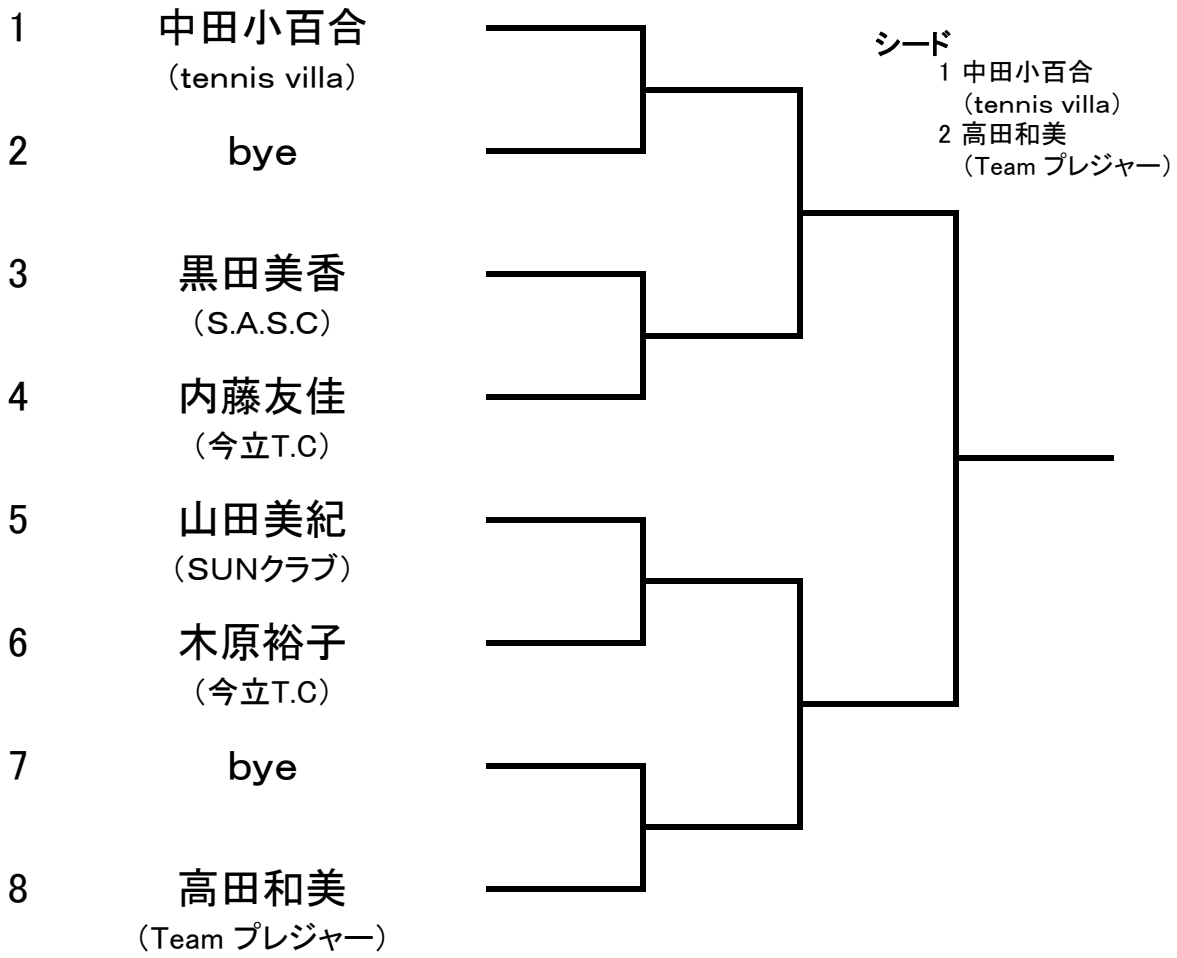 1 中田小百合
（tennis villa）
2 bye
3 黒田美香
（S.A.S.C）
4 内藤友佳
（今立T.C）
5 山田美紀
（SUNクラブ）
6 木原裕子
（今立T.C）
7 bye
8 高田和美
（Team プレジャー）
シード
1 中田小百合
（tennis villa）
2 高田和美
（Team プレジャー）